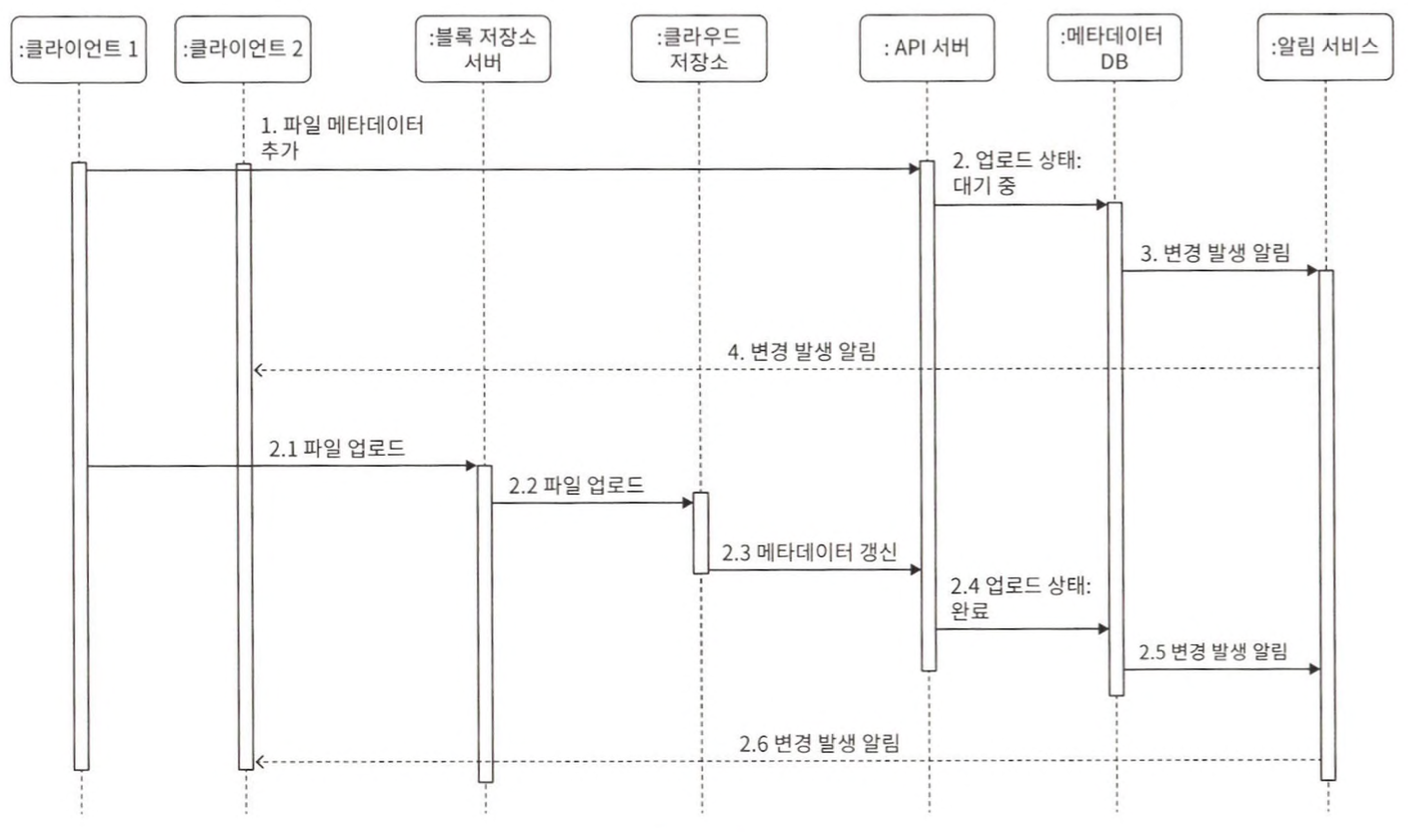 :클라이언트 1
:클라이언트 2
:블록 저장소
서버
:클라우드
저장소
: API 서버
:메타데이터
DB
:알림 서비스
1. 파일 메타데이터
추가
2. 업로드 상태:
대기 중
3. 변경 발생 알림
4. 변경 발생 알림
2.1 파일 업로드
2.2 파일 업로드
2.3 메타데이터 갱신
2.4 업로드 상태:
완료
2.5 변경 발생 알림
2.6 변경 발생 알림